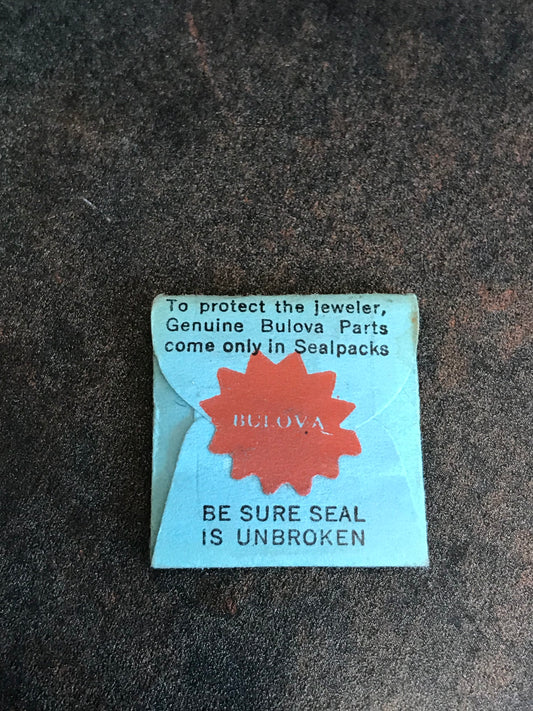 To protect the jeweler,
Genuine Bulova Parts
come only in Sealpacks
BULOVA
BE SURE SEAL
IS UNBROKEN